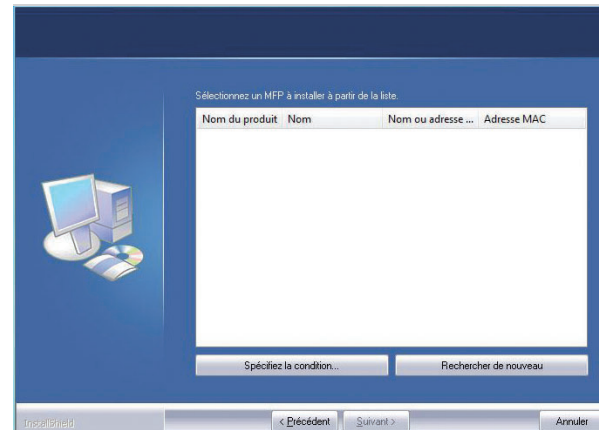 Sélectionnez un MFP à installer à partir de la liste.
Nom du produit Nom Nom ou adresse ... Adresse MAC
Spécifiez la condition... Rechercher de nouveau
InstallShield < Précédent Suivant > Annuler